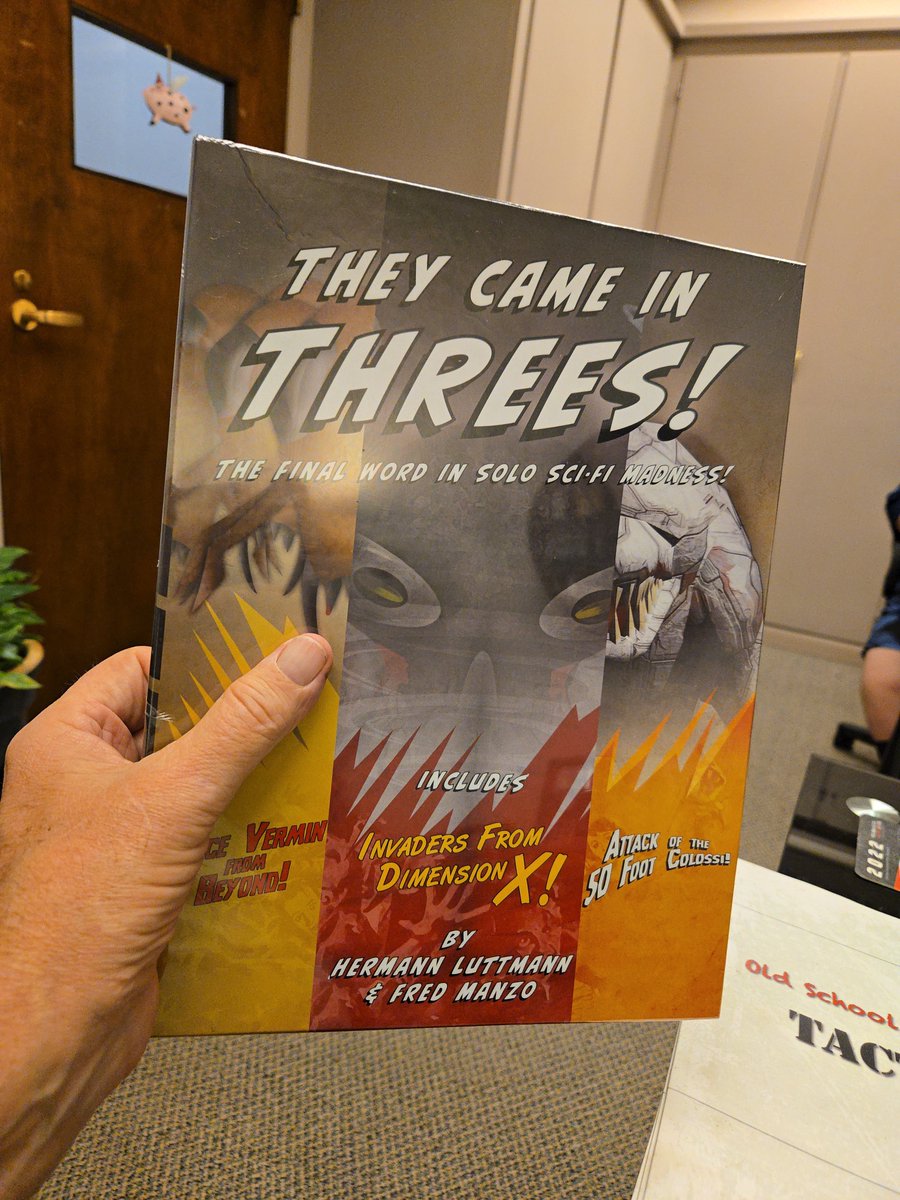 THEY CAME IN
THREES!
THE FINAL WORD IN SOLO SCI-FI MADNESS!
INCLUDES
VERMIN
FROM
BEYOND!
INVADERS FROM
DIMENSION X!
ATTACK OF THE
50 FOOT COLOSSI!
BY
HERMANN LUTTMANN
& FRED MANZO
2022
Old School